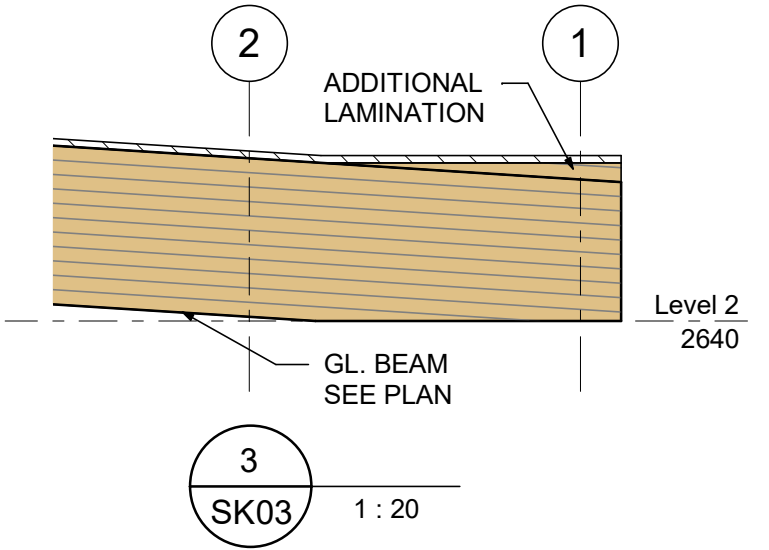 2
1
ADDITIONAL
LAMINATION
Level 2
2640
GL. BEAM
SEE PLAN
3
SK03
1 : 20